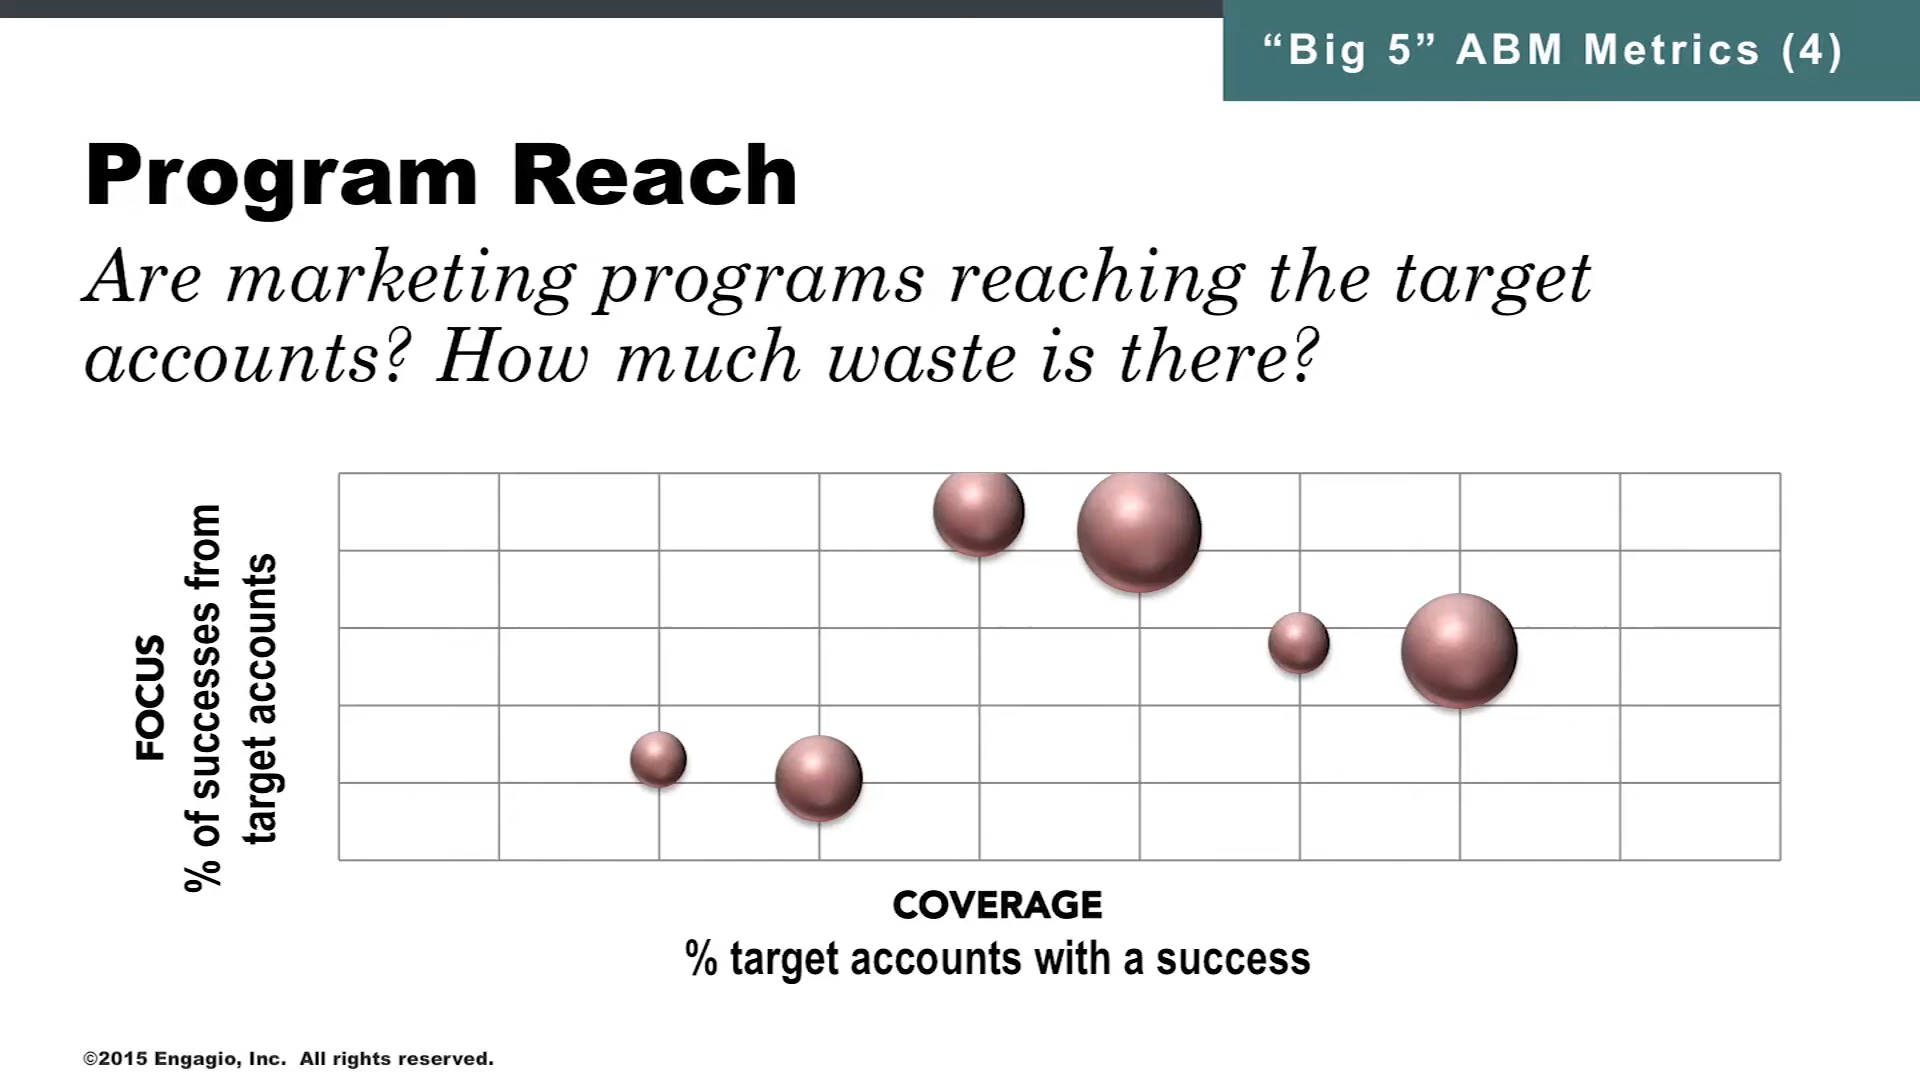 “Big 5” ABM Metrics (4)
Program Reach
Are marketing programs reaching the target
accounts? How much waste is there?
FOCUS
% of successes from
target accounts
COVERAGE
% target accounts with a success
©2015 Engagio, Inc. All rights reserved.